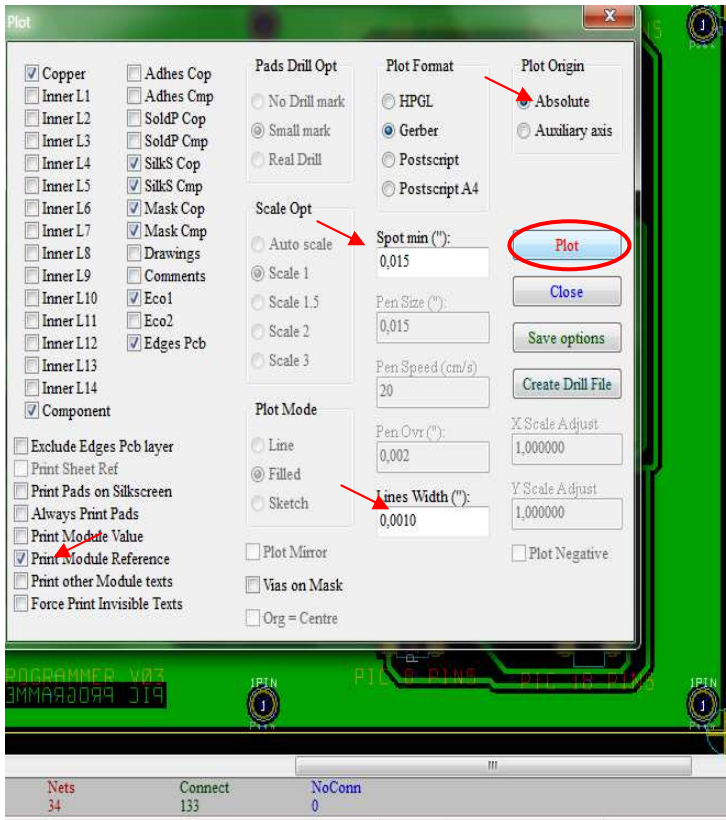 Plot
X
Copper
Inner L1
Inner L2
Inner L3
Inner L4
Inner L5
Inner L6
Inner L7
Inner L8
Inner L9
Inner L10
Inner L11
Inner L12
Inner L13
Inner L14
Component
Adhes Cop
Adhes Cmp
SoldP Cop
SoldP Cmp
SilkS Cop
SilkS Cmp
Mask Cop
Mask Cmp
Drawings
Comments
Eco1
Eco2
Edges Pcb
Exclude Edges Pcb layer
Print Sheet Ref
Print Pads on Silkscreen
Always Print Pads
Print Module Value
Print Module Reference
Print other Module texts
Force Print Invisible Texts
Pads Drill Opt
No Drill mark
Small mark
Real Drill
Scale Opt
Auto scale
Scale 1
Scale 1.5
Scale 2
Scale 3
Plot Mode
Line
Filled
Sketch
Plot Mirror
Vias on Mask
Org = Centre
Plot Format
HPGL
Gerber
Postscript
Postscript A4
Spot min ("):
0,015
Pen Size ("):
0,015
Pen Speed (cm/s)
20
Pen Ovr ("):
0,002
Lines Width ("):
0,0010
Plot Origin
Absolute
Auxiliary axis
Plot
Close
Save options
Create Drill File
X Scale Adjust
1,000000
Y Scale Adjust
1,000000
Plot Negative
1
ROGRAMMER V03
PIC PROGRAMME
1PIN
1
PIC 8 PINS
PIC 18 PINS
1PIN
1
Nets
34
Connect
133
NoConn
0